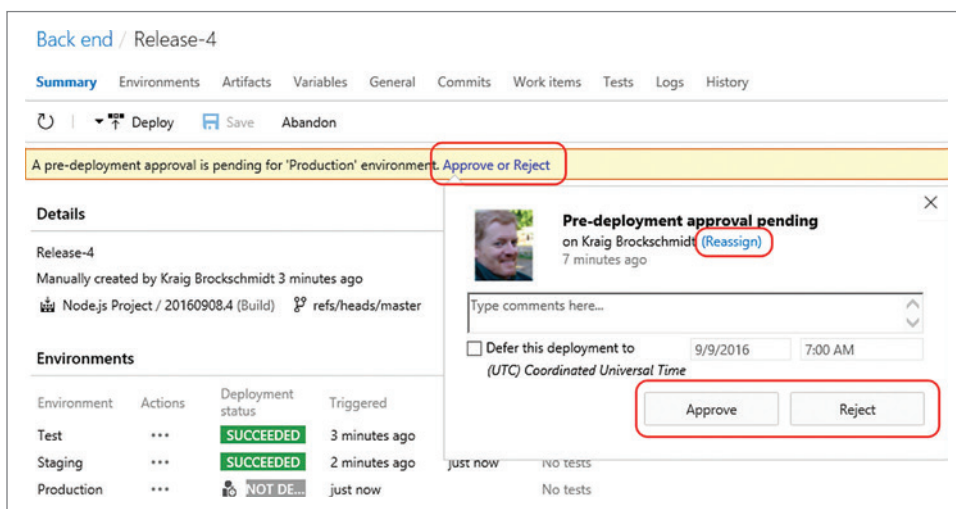 Back end / Release-4
Summary Environments Artifacts Variables General Commits Work items Tests Logs History
Deploy Save Abandon
A pre-deployment approval is pending for 'Production' environment. Approve or Reject
Details
Release-4
Manually created by Kraig Brockschmidt 3 minutes ago
Node.js Project / 20160908.4 (Build) refs/heads/master
Pre-deployment approval pending
on Kraig Brockschmidt (Reassign)
7 minutes ago
Type comments here...
Defer this deployment to 9/9/2016 7:00 AM
(UTC) Coordinated Universal Time
Approve Reject
Environments
Environment Actions Deployment status Triggered
Test ... SUCCEEDED 3 minutes ago
Staging ... SUCCEEDED 2 minutes ago just now No tests
Production ... NOT DE... just now No tests